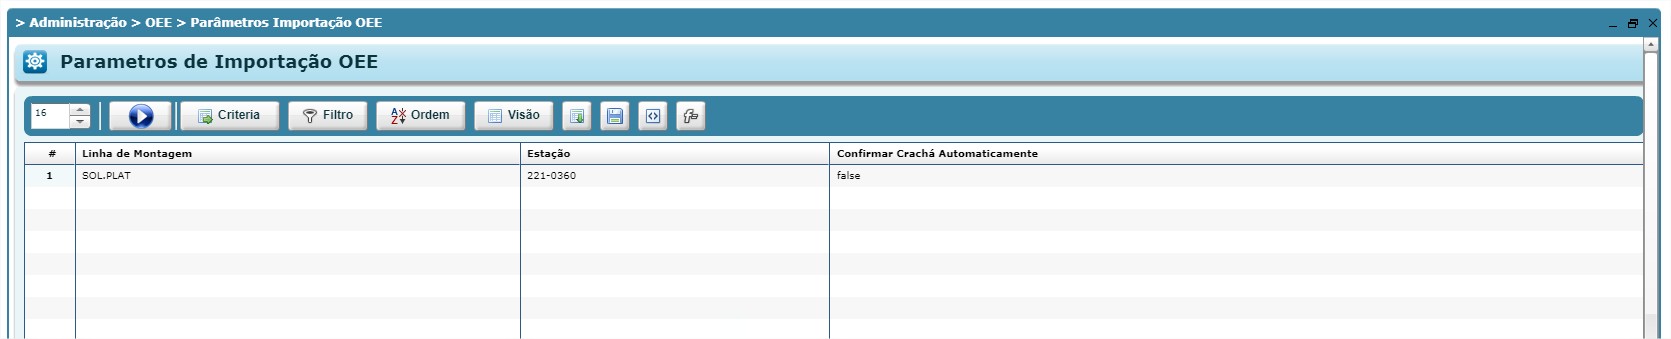 > Administração > OEE > Parâmetros Importação OEE
Parametros de Importação OEE
16 Criteria Filtro Ordem Visão
# Linha de Montagem Estação Confirmar Crachá Automaticamente
1 SOL.PLAT 221-0360 false